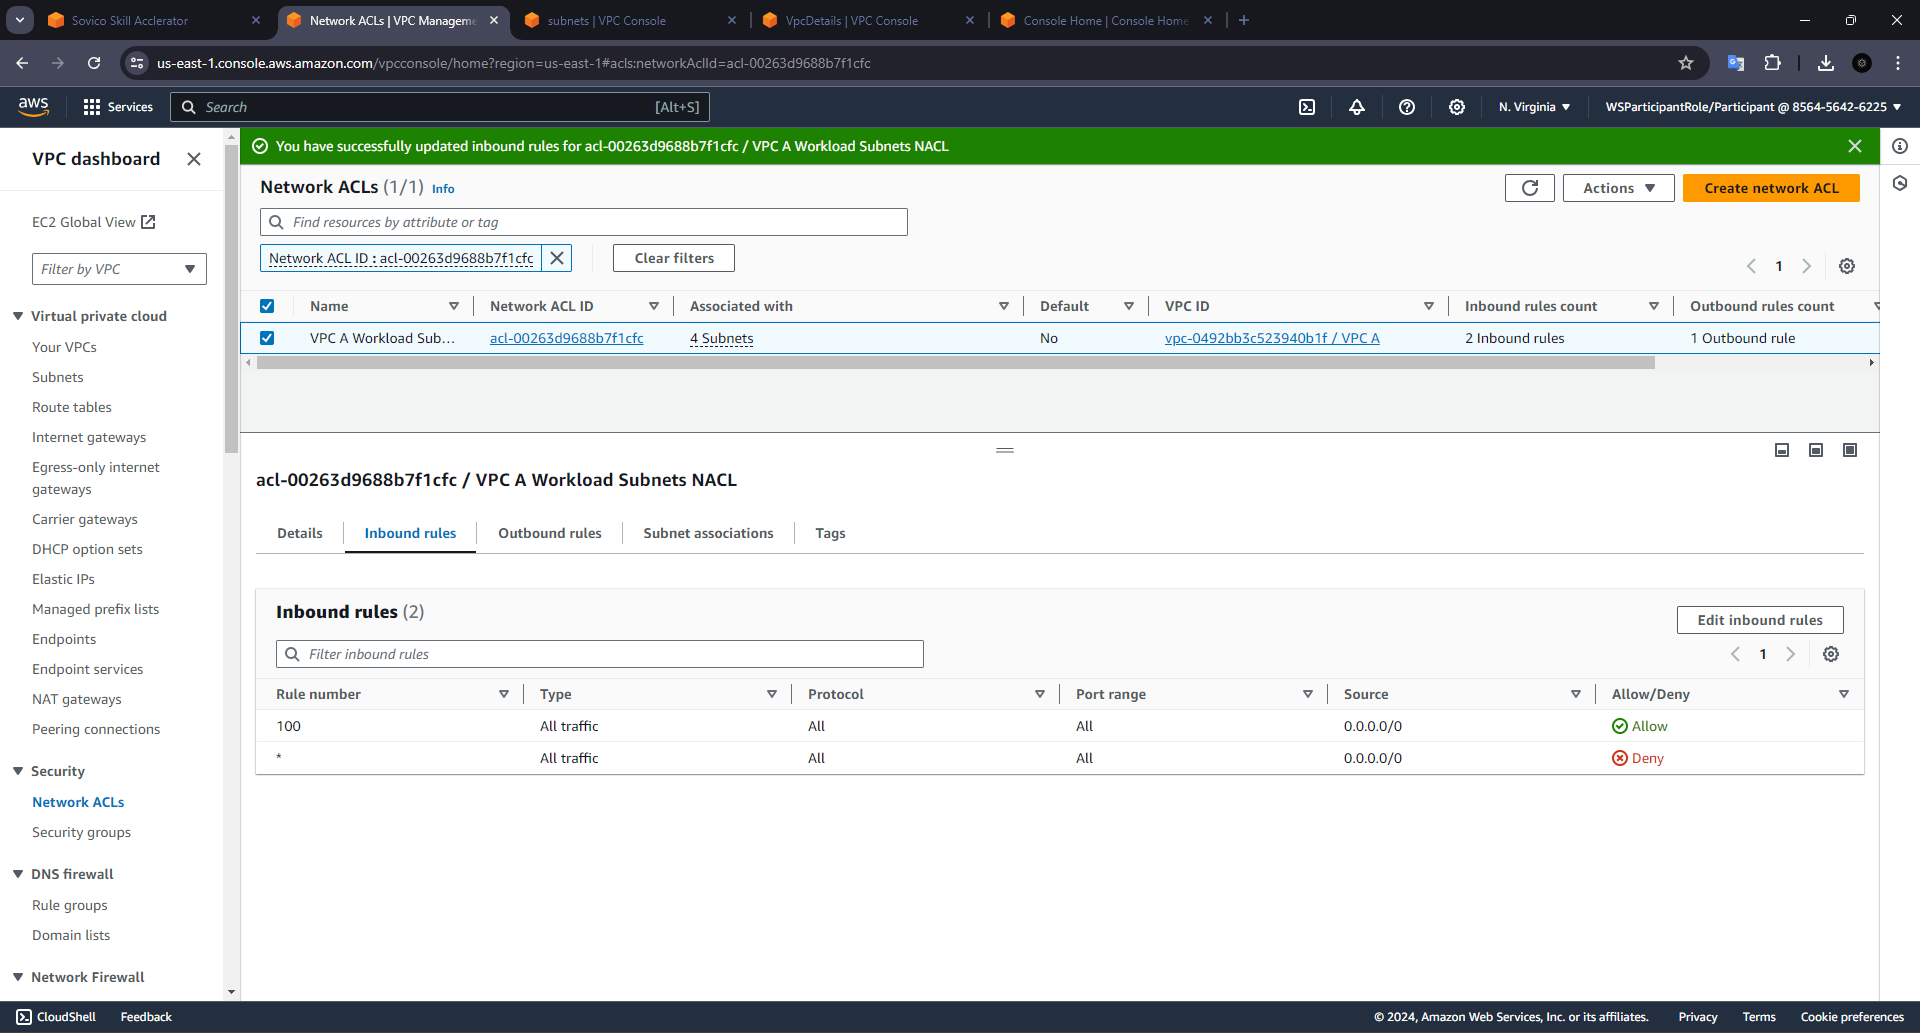 Sovico Skill Acclerator
Network ACLs | VPC Manageme
subnets | VPC Console
VpcDetails | VPC Console
Console Home | Console Home
us-east-1.console.aws.amazon.com/vpcconsole/home?region=us-east-1#acls:networkAclId=acl-00263d9688b7f1cfc
aws
Services
Search
[Alt+S]
N. Virginia
WSParticipantRole/Participant @ 8564-5642-6225
VPC dashboard
EC2 Global View
Filter by VPC
Virtual private cloud
Your VPCs
Subnets
Route tables
Internet gateways
Egress-only internet
gateways
Carrier gateways
DHCP option sets
Elastic IPs
Managed prefix lists
Endpoints
Endpoint services
NAT gateways
Peering connections
Security
Network ACLs
Security groups
DNS firewall
Rule groups
Domain lists
Network Firewall
You have successfully updated inbound rules for acl-00263d9688b7f1cfc / VPC A Workload Subnets NACL
Network ACLs (1/1) Info
Actions
Create network ACL
Find resources by attribute or tag
Network ACL ID : acl-00263d9688b7f1cfc
Clear filters
1
Name Network ACL ID Associated with Default VPC ID Inbound rules count Outbound rules count
VPC A Workload Sub... acl-00263d9688b7f1cfc 4 Subnets No vpc-0492bb3c523940b1f / VPC A 2 Inbound rules 1 Outbound rule
acl-00263d9688b7f1cfc / VPC A Workload Subnets NACL
Details Inbound rules Outbound rules Subnet associations Tags
Inbound rules (2)
Edit inbound rules
Filter inbound rules
1
Rule number Type Protocol Port range Source Allow/Deny
100 All traffic All All 0.0.0.0/0 Allow
* All traffic All All 0.0.0.0/0 Deny
CloudShell Feedback
© 2024, Amazon Web Services, Inc. or its affiliates. Privacy Terms Cookie preferences